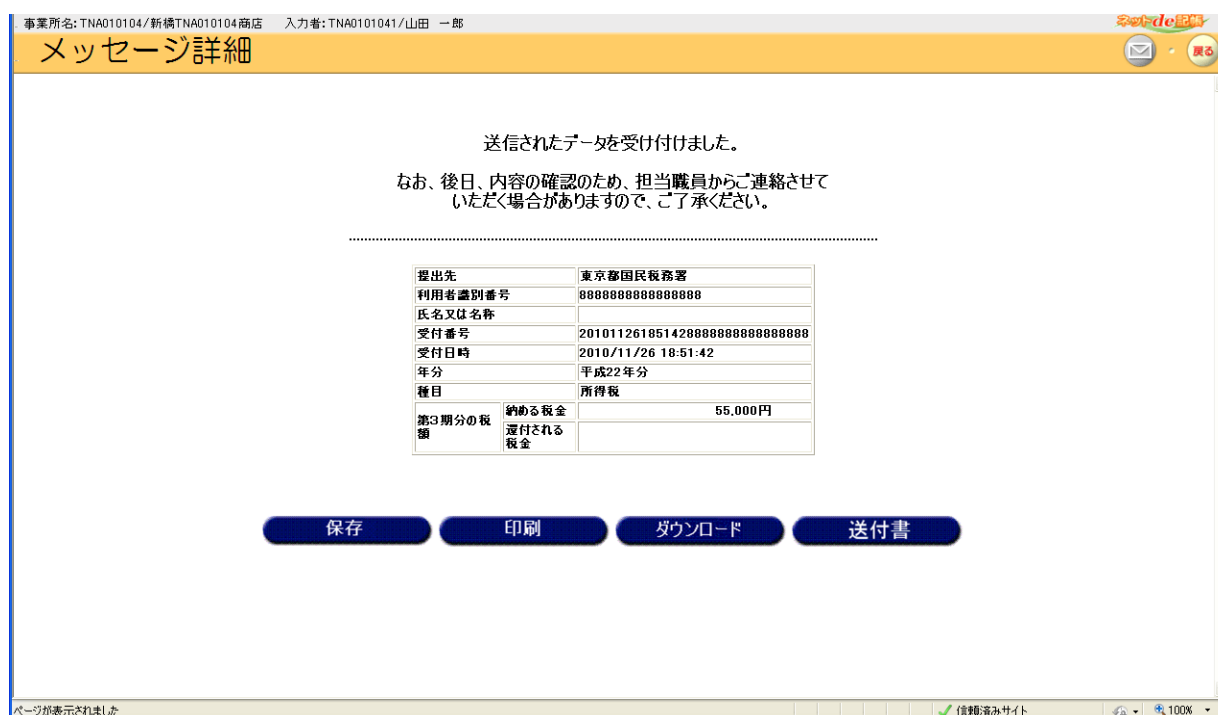 事業所名:TNA010104/新橋TNA010104商店 入力者:TNA0101041/山田 一郎
ネットde記帳
メッセージ詳細
戻る
送信されたデータを受け付けました。
なお、後日、内容の確認のため、担当職員からご連絡させて
いただく場合がありますので、ご了承ください。
提出先 東京都国民税務署
利用者識別番号 8888888888888888
氏名又は名称
受付番号 20101126185142888888888888888
受付日時 2010/11/26 18:51:42
年分 平成22年分
種目 所得税
第3期分の税額 納める税金 55,000円
還付される税金
保存 印刷 ダウンロード 送付書
ページが表示されました 信頼済みサイト 100%